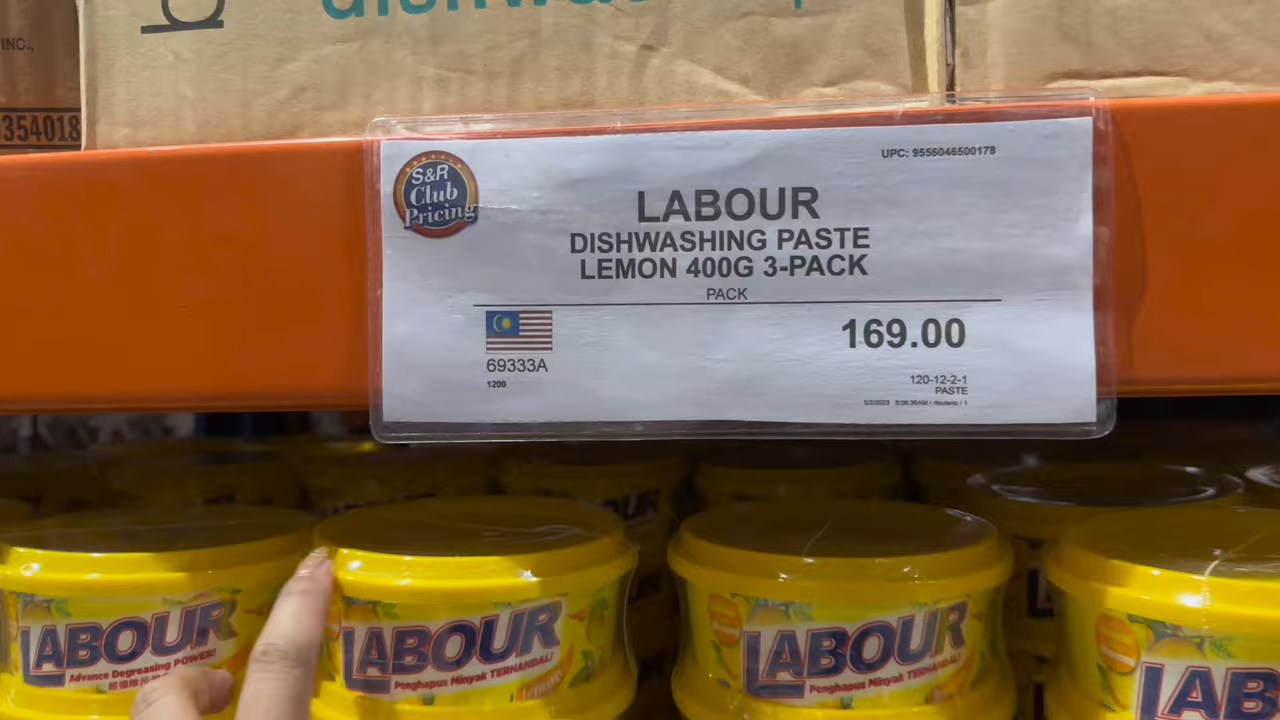 INC.,
354018
UPC: 9556046500178
S&R
Club
Pricing
LABOUR
DISHWASHING PASTE
LEMON 400G 3-PACK
PACK
169.00
69333A
1200
120-12-2-1
PASTE
LABOUR
Advance Degreasing POWER!
LABOUR
Penghapus Minyak TERHANDAL!
LABOUR
Penghapus Minyak TERHANDAL!
LAB